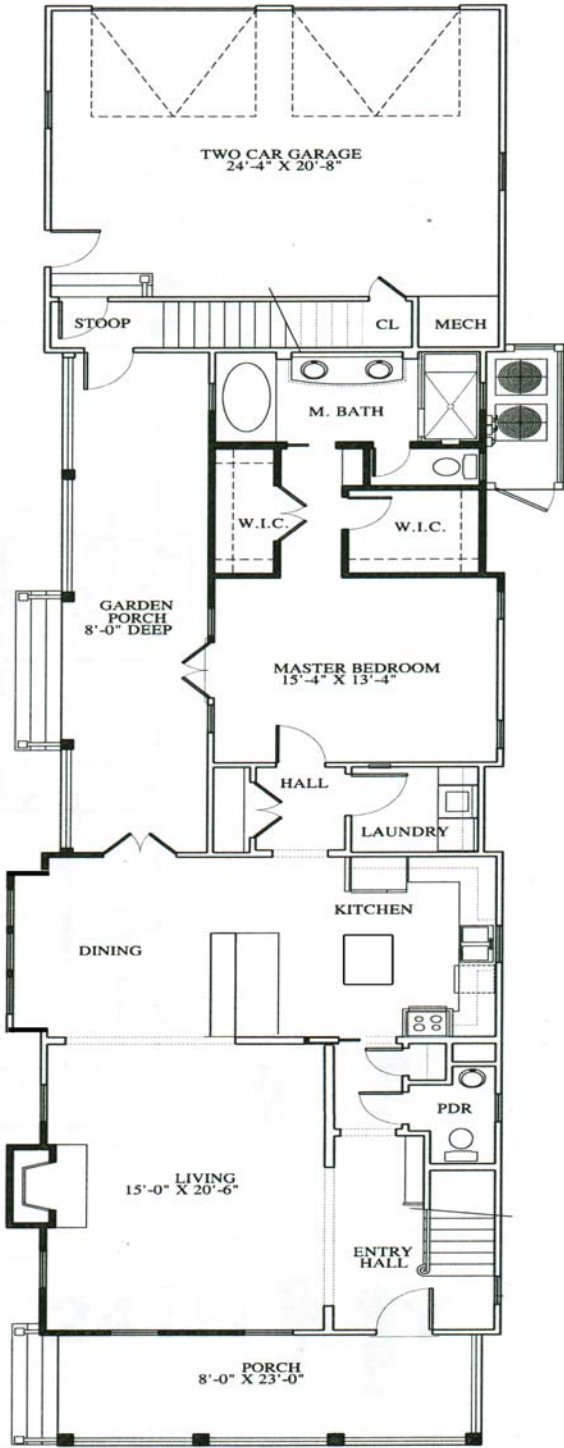 TWO CAR GARAGE
24'-4" X 20'-8"
STOOP
CL
MECH
M. BATH
W.I.C.
W.I.C.
GARDEN
PORCH
8'-0" DEEP
MASTER BEDROOM
15'-4" X 13'-4"
HALL
LAUNDRY
KITCHEN
DINING
PDR
LIVING
15'-0" X 20'-6"
ENTRY
HALL
PORCH
8'-0" X 23'-0"